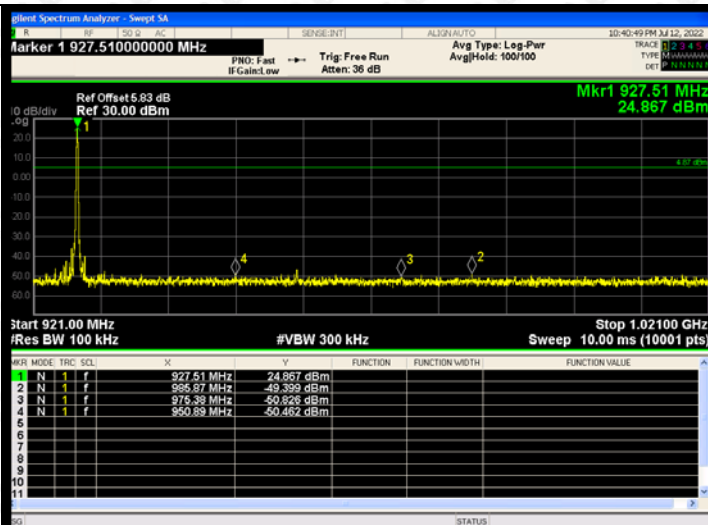 gilent Spectrum Analyzer - Swept SA
R RF 50 Ω AC SENSE:INT ALIGN AUTO 10:40:49 PM Jul 12, 2022
Marker 1 927.510000000 MHz
PNO: Fast Trig: Free Run Avg Type: Log-Pwr TRACE 1 2 3 4 5
IFGain:Low Atten: 36 dB Avg|Hold: 100/100 TYPE M
DET P N N N N
Mkr1 927.51 MHz
24.867 dBm
Ref Offset 5.83 dB
10 dB/div Ref 30.00 dBm
Log
1
20.0
10.0
4.87 dBm
0.00
-10.0
-20.0
-30.0
-40.0
4 3 2
-50.0
-60.0
Start 921.00 MHz Stop 1.02100 GHz
#Res BW 100 kHz #VBW 300 kHz Sweep 10.00 ms (10001 pts)
MKR MODE TRC SCL X Y FUNCTION FUNCTION WIDTH FUNCTION VALUE
1 N 1 f 927.51 MHz 24.867 dBm
2 N 1 f 985.87 MHz -49.399 dBm
3 N 1 f 975.38 MHz -50.826 dBm
4 N 1 f 950.89 MHz -50.462 dBm
5
6
7
8
9
10
11
SG STATUS